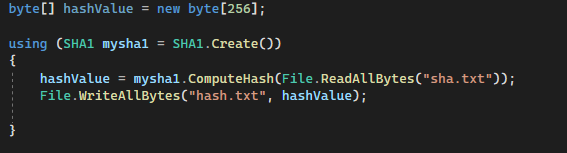 byte[] hashValue = new byte[256];
using (SHA1 mysha1 = SHA1.Create())
{
hashValue = mysha1.ComputeHash(File.ReadAllBytes("sha.txt"));
File.WriteAllBytes("hash.txt", hashValue);
}